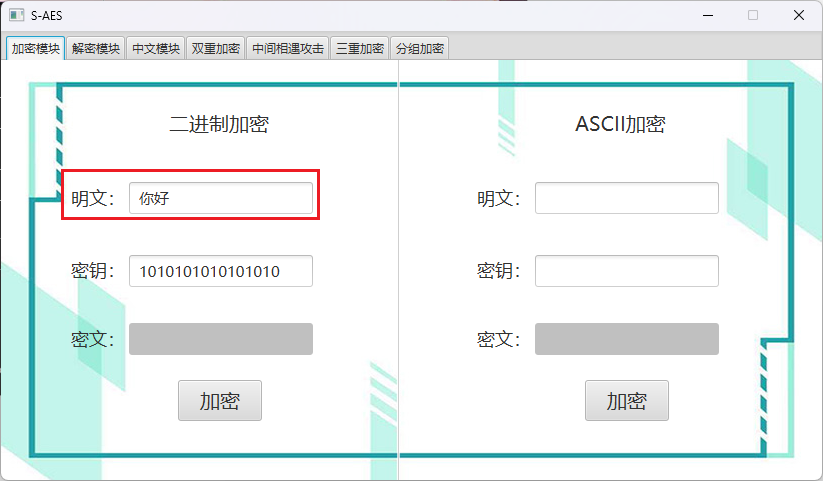 S-AES
加密模块 解密模块 中文模块 双重加密 中间相遇攻击 三重加密 分组加密
二进制加密
明文： 你好
密钥： 1010101010101010
密文：
加密
ASCII加密
明文：
密钥：
密文：
加密